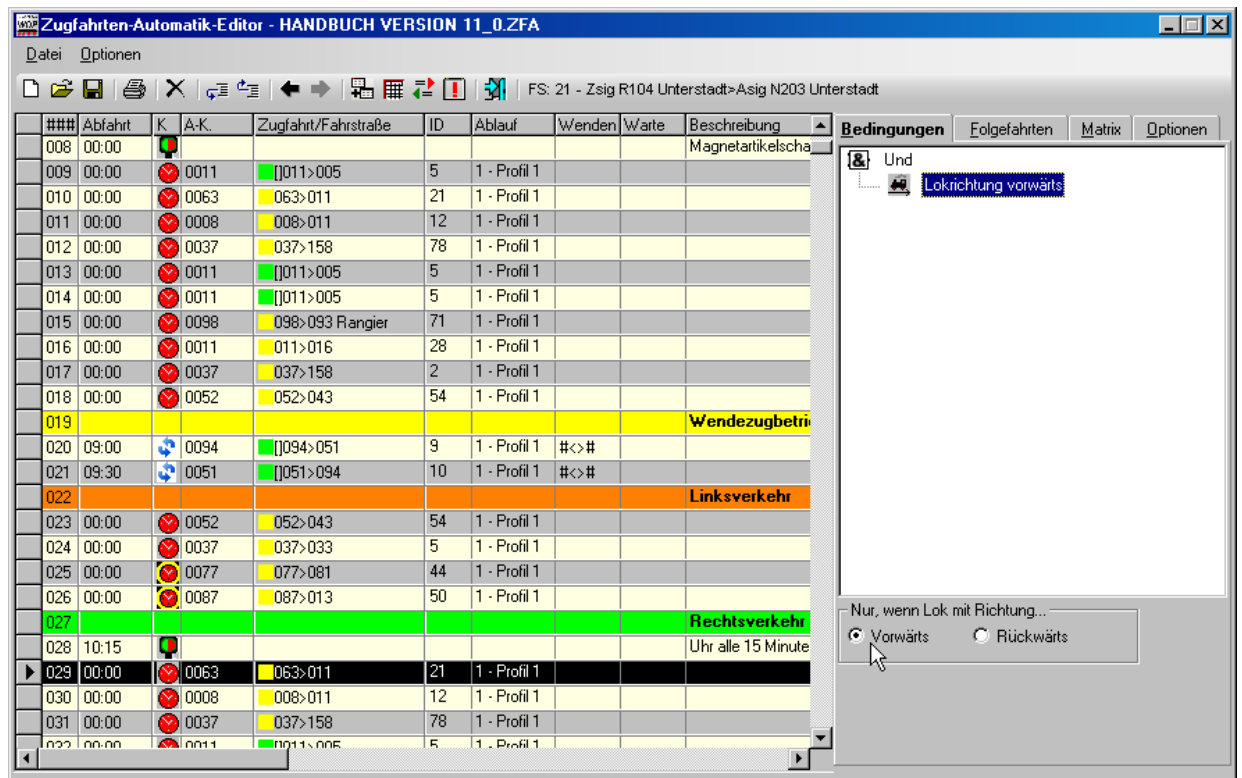 Zugfahrten-Automatik-Editor - HANDBUCH VERSION 11_0.ZFA
Datei Optionen
FS: 21 - Zsig R104 Unterstadt>Asig N203 Unterstadt
### Abfahrt K A-K. Zugfahrt/Fahrstraße ID Ablauf Wenden Warte Beschreibung
008 00:00 Magnetartikelscha
009 00:00 0011 []011>005 5 1 - Profil 1
010 00:00 0063 063>011 21 1 - Profil 1
011 00:00 0008 008>011 12 1 - Profil 1
012 00:00 0037 037>158 78 1 - Profil 1
013 00:00 0011 []011>005 5 1 - Profil 1
014 00:00 0011 []011>005 5 1 - Profil 1
015 00:00 0098 098>093 Rangier 71 1 - Profil 1
016 00:00 0011 011>016 28 1 - Profil 1
017 00:00 0037 037>158 2 1 - Profil 1
018 00:00 0052 052>043 54 1 - Profil 1
019 Wendezugbetri
020 09:00 0094 []094>051 9 1 - Profil 1 #<>#
021 09:30 0051 []051>094 10 1 - Profil 1 #<>#
022 Linksverkehr
023 00:00 0052 052>043 54 1 - Profil 1
024 00:00 0037 037>033 5 1 - Profil 1
025 00:00 0077 077>081 44 1 - Profil 1
026 00:00 0087 087>013 50 1 - Profil 1
027 Rechtsverkehr
028 10:15 Uhr alle 15 Minute
029 00:00 0063 063>011 21 1 - Profil 1
030 00:00 0008 008>011 12 1 - Profil 1
031 00:00 0037 037>158 78 1 - Profil 1
032 00:00 0011 []011>005 5 1 - Profil 1
Bedingungen Folgefahrten Matrix Optionen
& Und
Lokrichtung vorwärts
Nur, wenn Lok mit Richtung...
Vorwärts Rückwärts